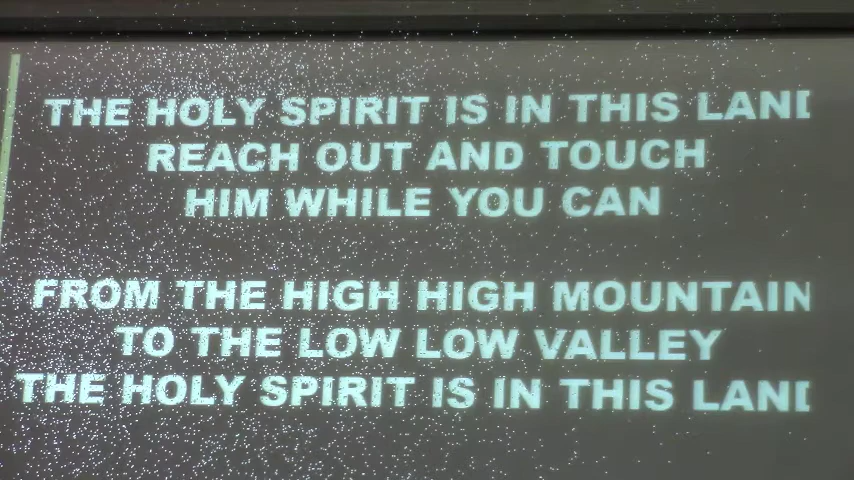 THE HOLY SPIRIT IS IN THIS LAND
REACH OUT AND TOUCH
HIM WHILE YOU CAN
FROM THE HIGH HIGH MOUNTAIN
TO THE LOW LOW VALLEY
THE HOLY SPIRIT IS IN THIS LAND